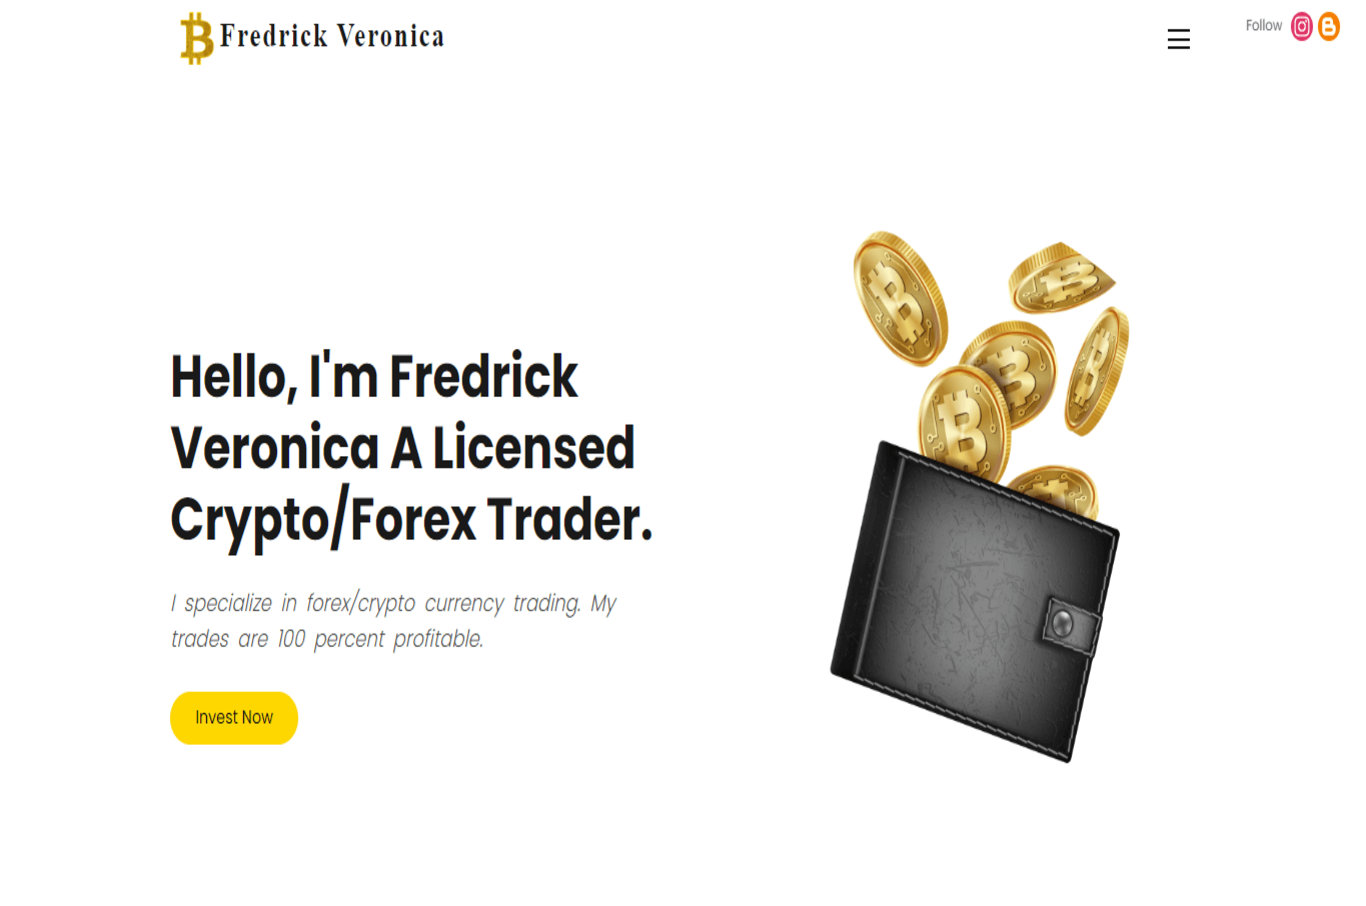 Fredrick Veronica
Follow
Hello, I'm Fredrick
Veronica A Licensed
Crypto/Forex Trader.
I specialize in forex/crypto currency trading. My
trades are 100 percent profitable.
Invest Now